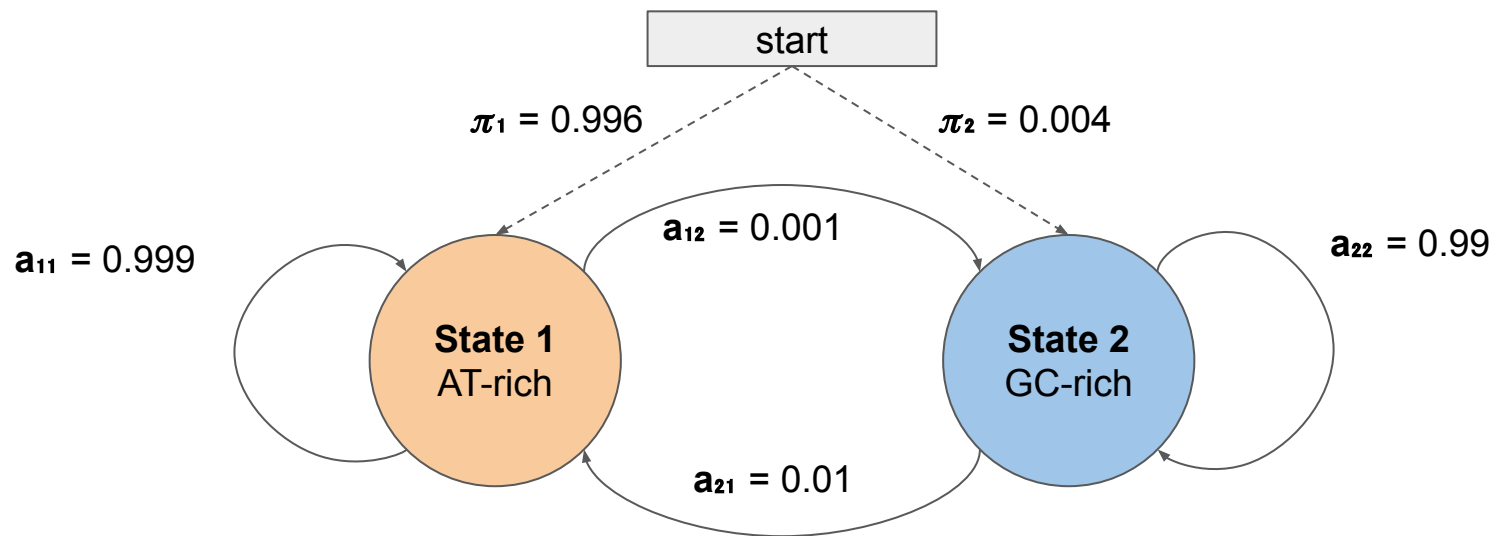 start
𝝅₁ = 0.996
𝝅₂ = 0.004
a₁₂ = 0.001
a₁₁ = 0.999
a₂₂ = 0.99
State 1
AT-rich
State 2
GC-rich
a₂₁ = 0.01